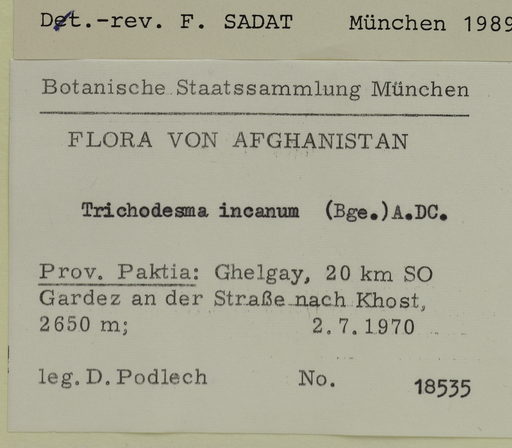 Det.-rev. F. SADAT München 1989
Botanische Staatssammlung München
FLORA VON AFGHANISTAN
Trichodesma incanum (Bge.)A.DC.
Prov. Paktia: Ghelgay, 20 km SO
Gardez an der Straße nach Khost,
2650 m; 2.7.1970
leg. D. Podlech No. 18535